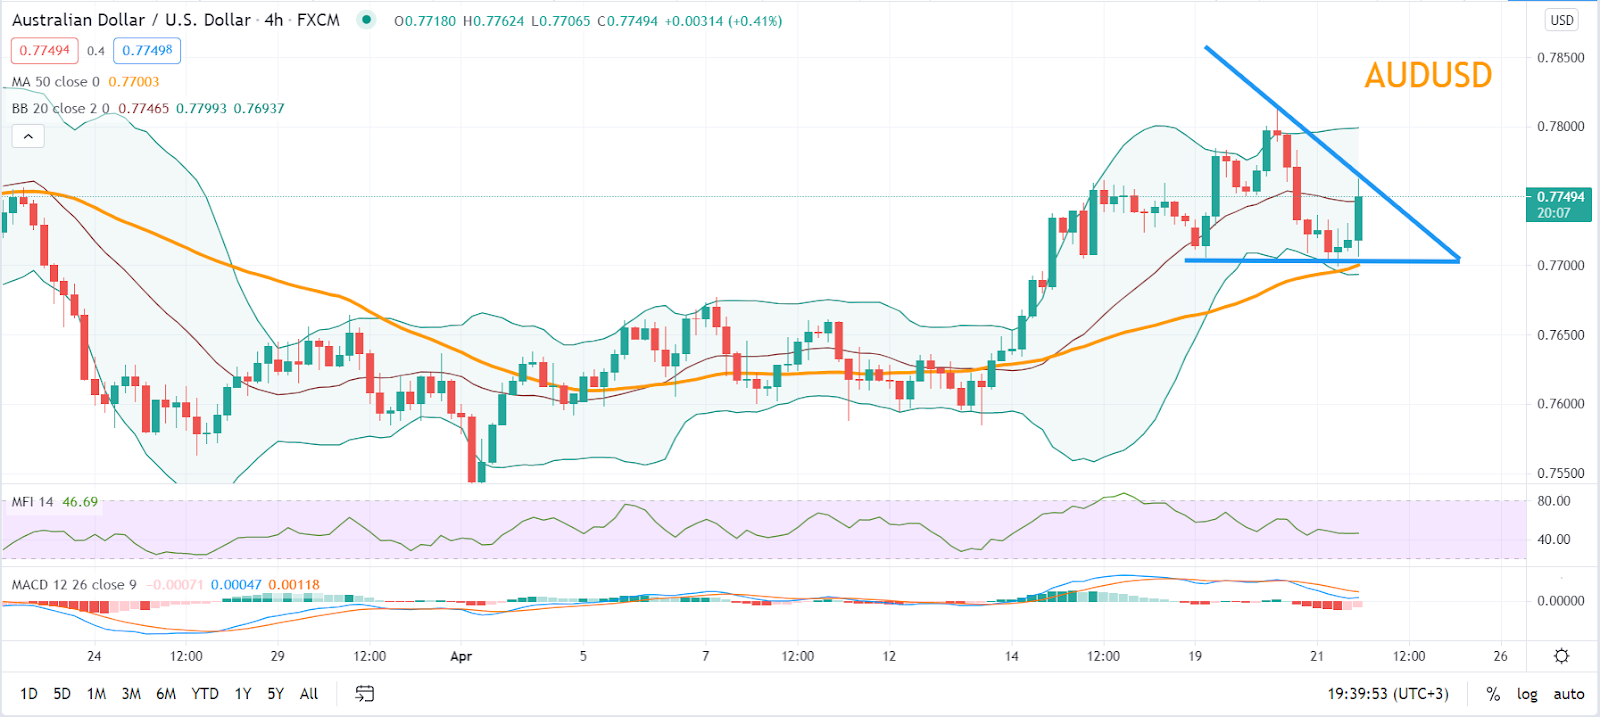 Australian Dollar / U.S. Dollar · 4h · FXCM O0.77180 H0.77624 L0.77065 C0.77494 +0.00314 (+0.41%)
USD
0.77494 0.4 0.77498
MA 50 close 0 0.77003
BB 20 close 2 0 0.77465 0.77993 0.76937
AUDUSD
0.78500
0.78000
0.77494
20:07
0.77000
0.76500
0.76000
0.75500
MFI 14 46.69
80.00
40.00
MACD 12 26 close 9 −0.00071 0.00047 0.00118
0.00000
24 12:00 29 12:00 Apr 5 7 12:00 12 14 12:00 19 21 12:00 26
1D 5D 1M 3M 6M YTD 1Y 5Y All 19:39:53 (UTC+3) % log auto